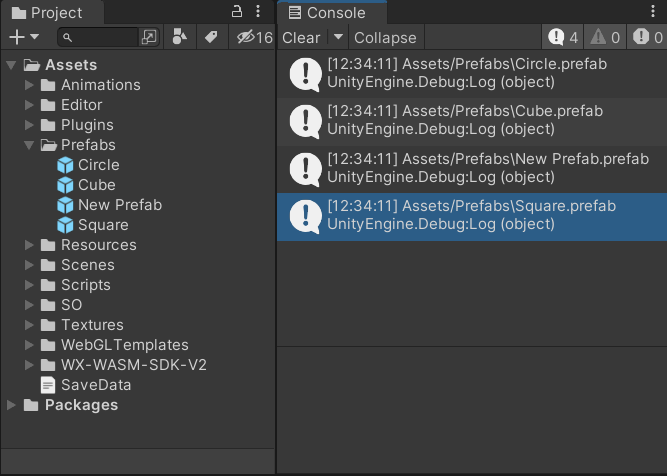 Project
16
Assets
Animations
Editor
Plugins
Prefabs
Circle
Cube
New Prefab
Square
Resources
Scenes
Scripts
SO
Textures
WebGLTemplates
WX-WASM-SDK-V2
SaveData
Packages
Console
Clear
Collapse
4
0
0
[12:34:11] Assets/Prefabs\Circle.prefab
UnityEngine.Debug:Log (object)
[12:34:11] Assets/Prefabs\Cube.prefab
UnityEngine.Debug:Log (object)
[12:34:11] Assets/Prefabs\New Prefab.prefab
UnityEngine.Debug:Log (object)
[12:34:11] Assets/Prefabs\Square.prefab
UnityEngine.Debug:Log (object)